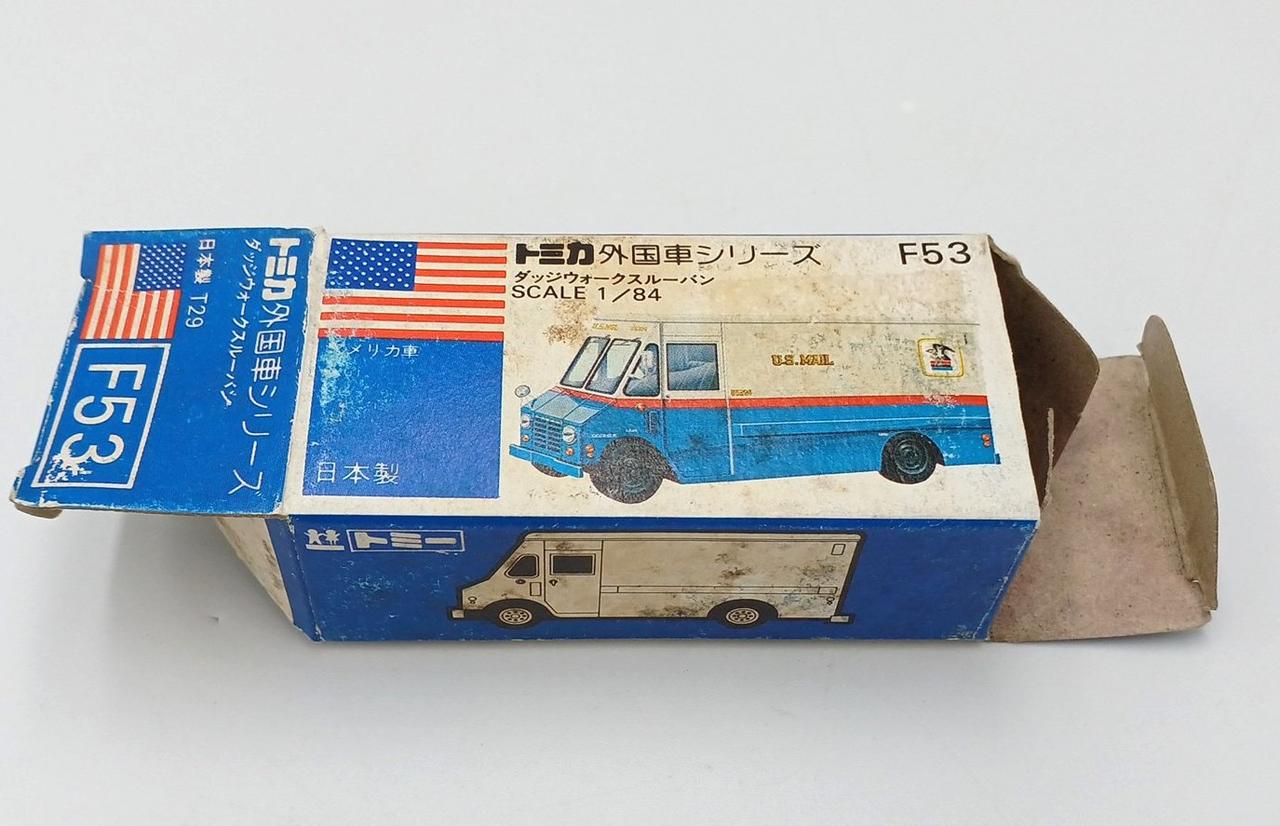 トミカ外国車シリーズ
ダッジウォークスルーバン
日本製 T29
F53
トミカ外国車シリーズ F53
ダッジウォークスルーバン
SCALE 1/84
メリカ車
日本製
U.S.MAIL
U.S.MAIL
トミー